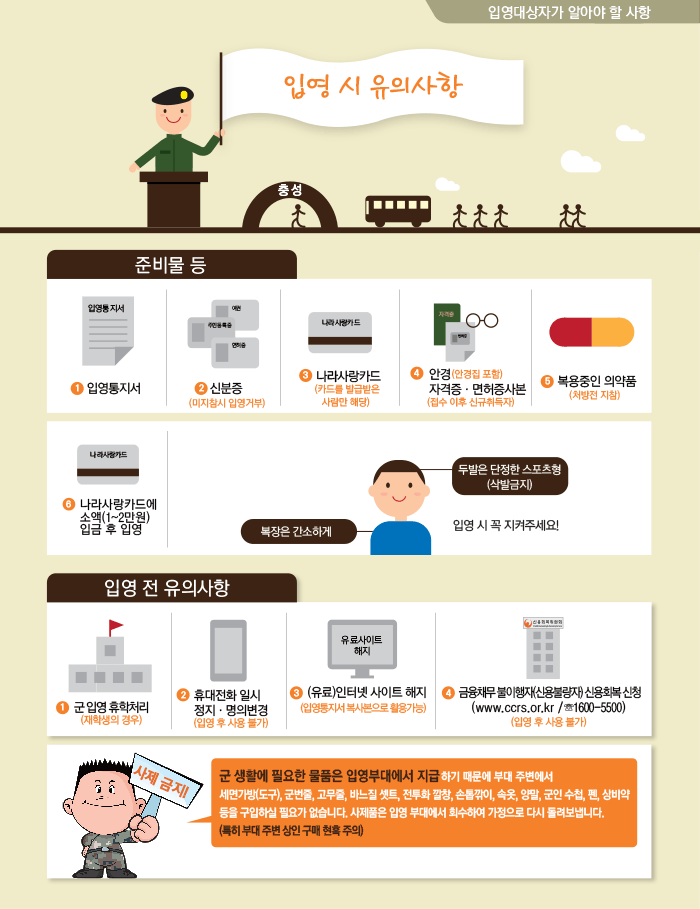 입영대상자가 알아야 할 사항
입영 시 유의사항
충성
준비물 등
입영통지서
여권
주민등록증
면허증
나라사랑카드
자격증
1 입영통지서
2 신분증
(미지참시 입영거부)
3 나라사랑카드
(카드를 발급받은
사람만 해당)
4 안경(안경집 포함)
자격증 · 면허증사본
(접수 이후 신규취득자)
5 복용중인 의약품
(처방전 지참)
나라사랑카드
6 나라사랑카드에
소액(1~2만원)
입금 후 입영
두발은 단정한 스포츠형
(삭발금지)
복장은 간소하게
입영 시 꼭 지켜주세요!
입영 전 유의사항
유료사이트
해지
신용회복위원회
1 군 입영 휴학처리
(재학생의 경우)
2 휴대전화 일시
정지 · 명의변경
(입영 후 사용 불가)
3 (유료)인터넷 사이트 해지
(입영통지서 복사본으로 활용가능)
4 금융채무 불이행자(신용불량자) 신용회복 신청
(www.ccrs.or.kr /☏1600-5500)
(입영 후 사용 불가)
사제 금지!
군 생활에 필요한 물품은 입영부대에서 지급하기 때문에 부대 주변에서
세면가방(도구), 군번줄, 고무줄, 바느질 셋트, 전투화 깔창, 손톱깎이, 속옷, 양말, 군인 수첩, 펜, 상비약
등을 구입하실 필요가 없습니다. 사제품은 입영 부대에서 회수하여 가정으로 다시 돌려보냅니다.
(특히 부대 주변 상인 구매 현혹 주의)